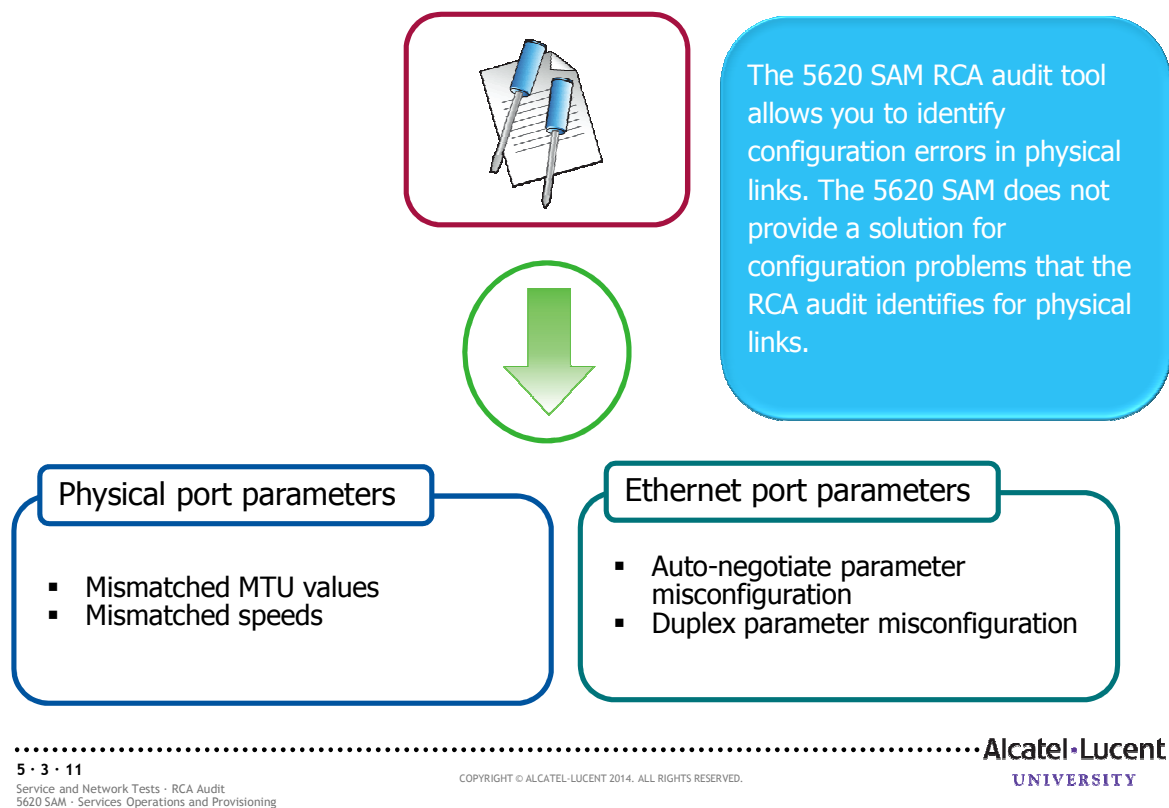 The 5620 SAM RCA audit tool
allows you to identify
configuration errors in physical
links. The 5620 SAM does not
provide a solution for
configuration problems that the
RCA audit identifies for physical
links.
Physical port parameters
▪ Mismatched MTU values
▪ Mismatched speeds
Ethernet port parameters
▪ Auto-negotiate parameter
misconfiguration
▪ Duplex parameter misconfiguration
5 · 3 · 11
Service and Network Tests · RCA Audit
5620 SAM · Services Operations and Provisioning
COPYRIGHT © ALCATEL-LUCENT 2014. ALL RIGHTS RESERVED.
Alcatel·Lucent
UNIVERSITY